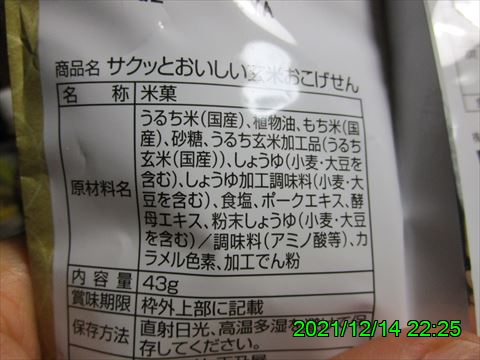 商品名 サクッとおいしい玄米おこげせん
名 称 米菓
原材料名 うるち米(国産)、植物油、もち米(国
産)、砂糖、うるち玄米加工品(うるち
玄米(国産))、しょうゆ(小麦・大豆を
含む)、しょうゆ加工調味料(小麦・大
豆を含む)、食塩、ポークエキス、酵
母エキス、粉末しょうゆ(小麦・大豆
を含む)/調味料(アミノ酸等)、カ
ラメル色素、加工でん粉
内 容 量 43g
賞味期限 枠外上部に記載
保存方法 直射日光、高温多湿
存してください。
2021/12/14 22:25